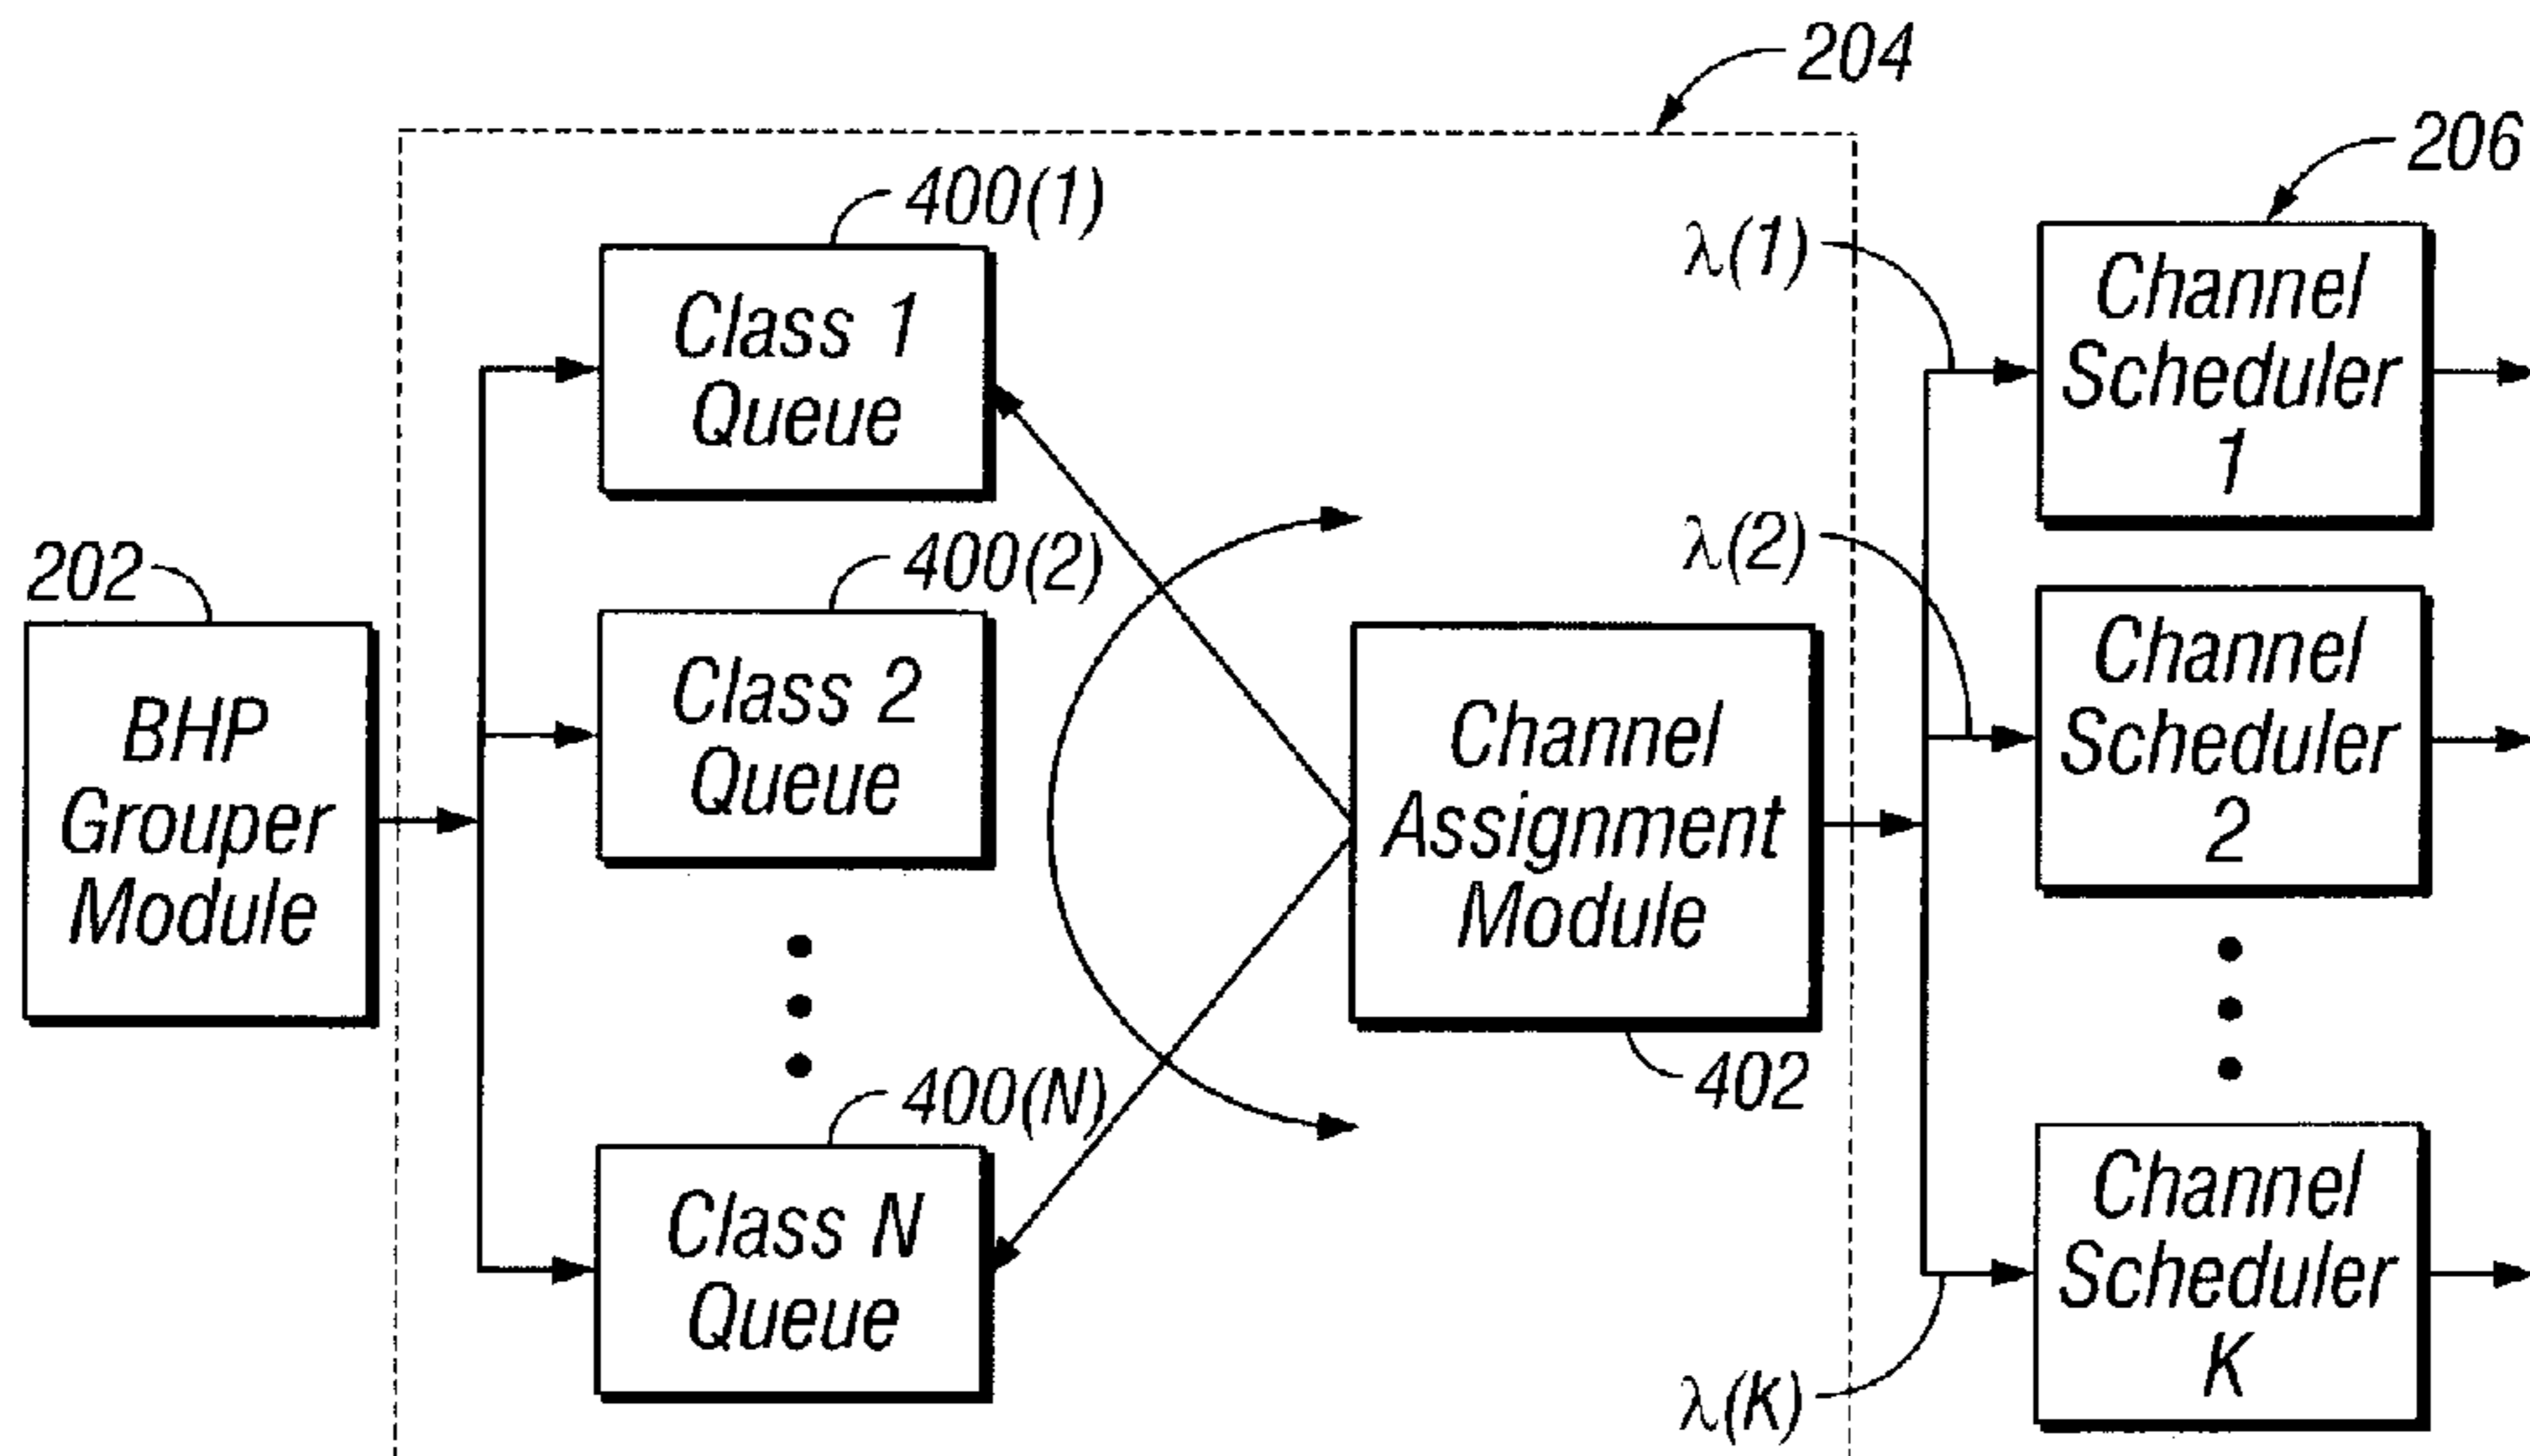 204
206
400(1)
λ(1)
Channel
Scheduler
1
Class 1
Queue
202
400(2)
λ(2)
BHP
Grouper
Module
Class 2
Queue
Channel
Assignment
Module
Channel
Scheduler
2
402
400(N)
Class N
Queue
λ(K)
Channel
Scheduler
K